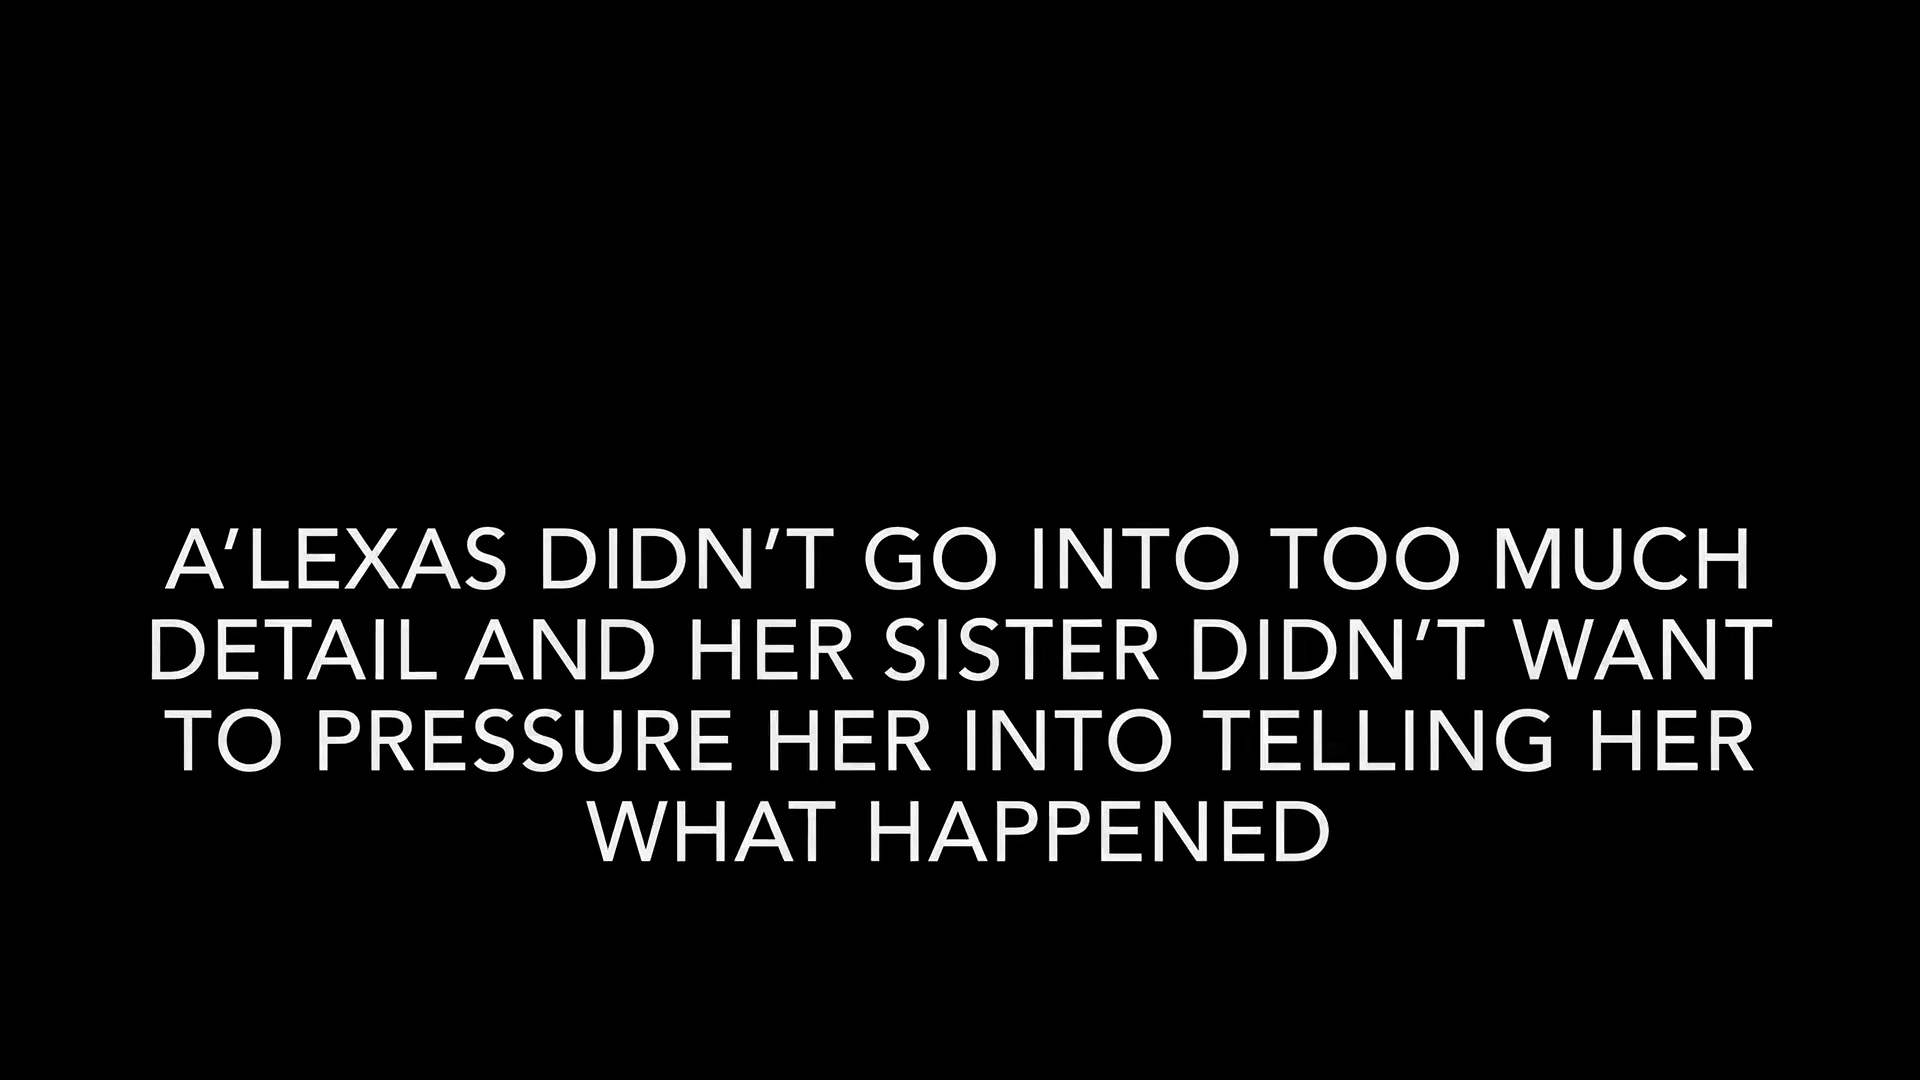 A’LEXAS DIDN’T GO INTO TOO MUCH
DETAIL AND HER SISTER DIDN’T WANT
TO PRESSURE HER INTO TELLING HER
WHAT HAPPENED